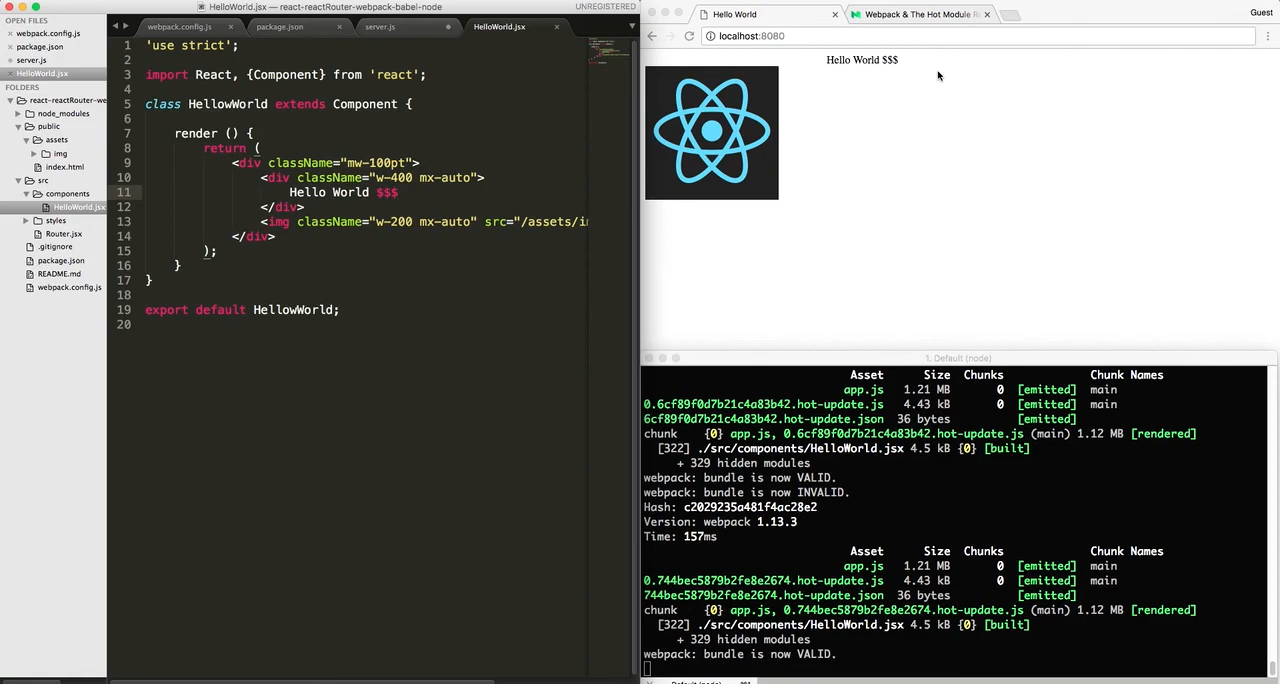 HelloWorld.jsx — react-reactRouter-webpack-babel-node
UNREGISTERED
OPEN FILES
webpack.config.js
package.json
server.js
HelloWorld.jsx
FOLDERS
react-reactRouter-we
node_modules
public
assets
img
index.html
src
components
HelloWorld.jsx
styles
Router.jsx
.gitignore
package.json
README.md
webpack.config.js
webpack.config.js
package.json
server.js
HelloWorld.jsx
1 'use strict';
2
3 import React, {Component} from 'react';
4
5 class HellowWorld extends Component {
6
7 render () {
8 return (
9 <div className="mw-100pt">
10 <div className="w-400 mx-auto">
11 Hello World $$$
12 </div>
13 <img className="w-200 mx-auto" src="/assets/i
14 </div>
15 );
16 }
17 }
18
19 export default HellowWorld;
20
Hello World
Webpack & The Hot Module R
Guest
localhost:8080
Hello World $$$
1. Default (node)
Asset Size Chunks Chunk Names
app.js 1.21 MB 0 [emitted] main
0.6cf89f0d7b21c4a83b42.hot-update.js 4.43 kB 0 [emitted] main
6cf89f0d7b21c4a83b42.hot-update.json 36 bytes [emitted]
chunk {0} app.js, 0.6cf89f0d7b21c4a83b42.hot-update.js (main) 1.12 MB [rendered]
[322] ./src/components/HelloWorld.jsx 4.5 kB {0} [built]
+ 329 hidden modules
webpack: bundle is now VALID.
webpack: bundle is now INVALID.
Hash: c2029235a481f4ac28e2
Version: webpack 1.13.3
Time: 157ms
Asset Size Chunks Chunk Names
app.js 1.21 MB 0 [emitted] main
0.744bec5879b2fe8e2674.hot-update.js 4.43 kB 0 [emitted] main
744bec5879b2fe8e2674.hot-update.json 36 bytes [emitted]
chunk {0} app.js, 0.744bec5879b2fe8e2674.hot-update.js (main) 1.12 MB [rendered]
[322] ./src/components/HelloWorld.jsx 4.5 kB {0} [built]
+ 329 hidden modules
webpack: bundle is now VALID.